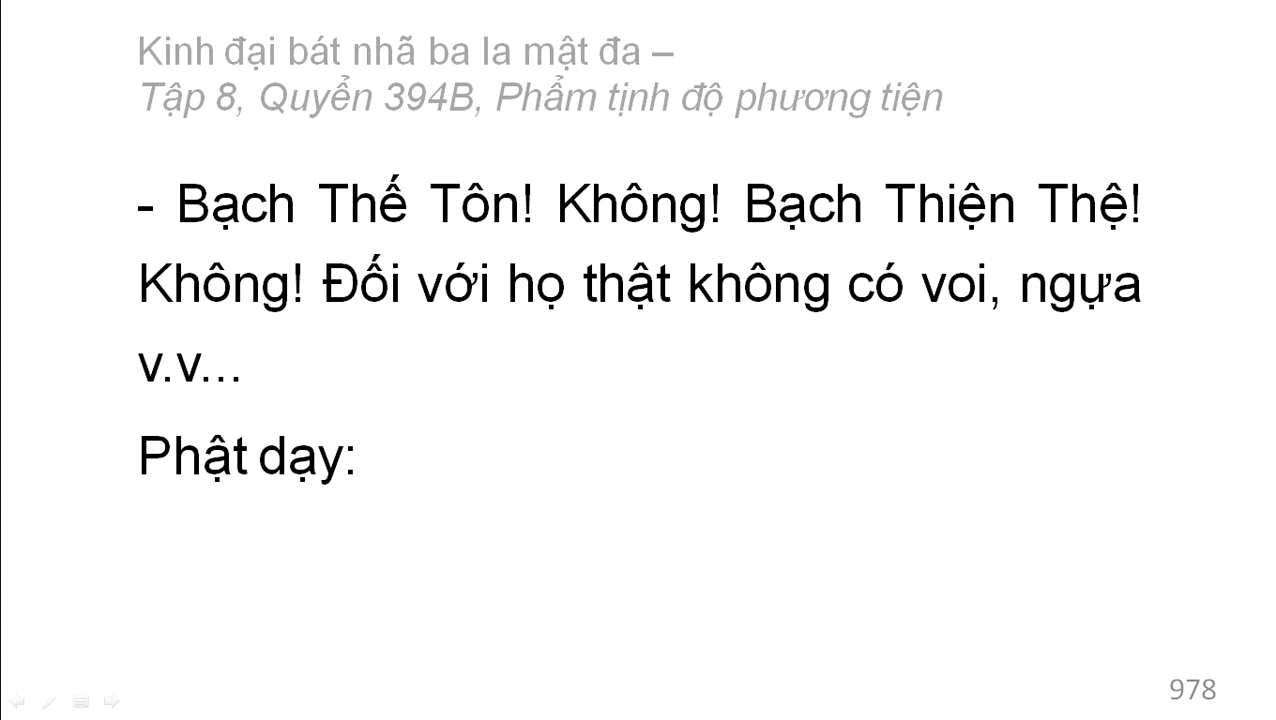 Kinh đại bát nhã ba la mật đa –
Tập 8, Quyển 394B, Phẩm tịnh độ phương tiện
- Bạch Thế Tôn! Không! Bạch Thiện Thệ!
Không! Đối với họ thật không có voi, ngựa
v.v...
Phật dạy:
978